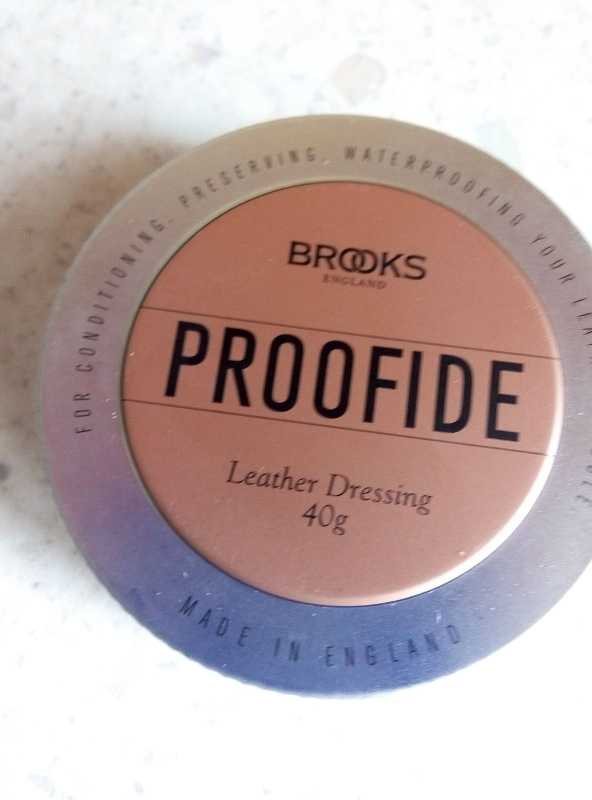 FOR CONDITIONING, PRESERVING, WATERPROOFING YOUR
BROOKS
ENGLAND
PROOFIDE
Leather Dressing
40g
MADE IN ENGLAND